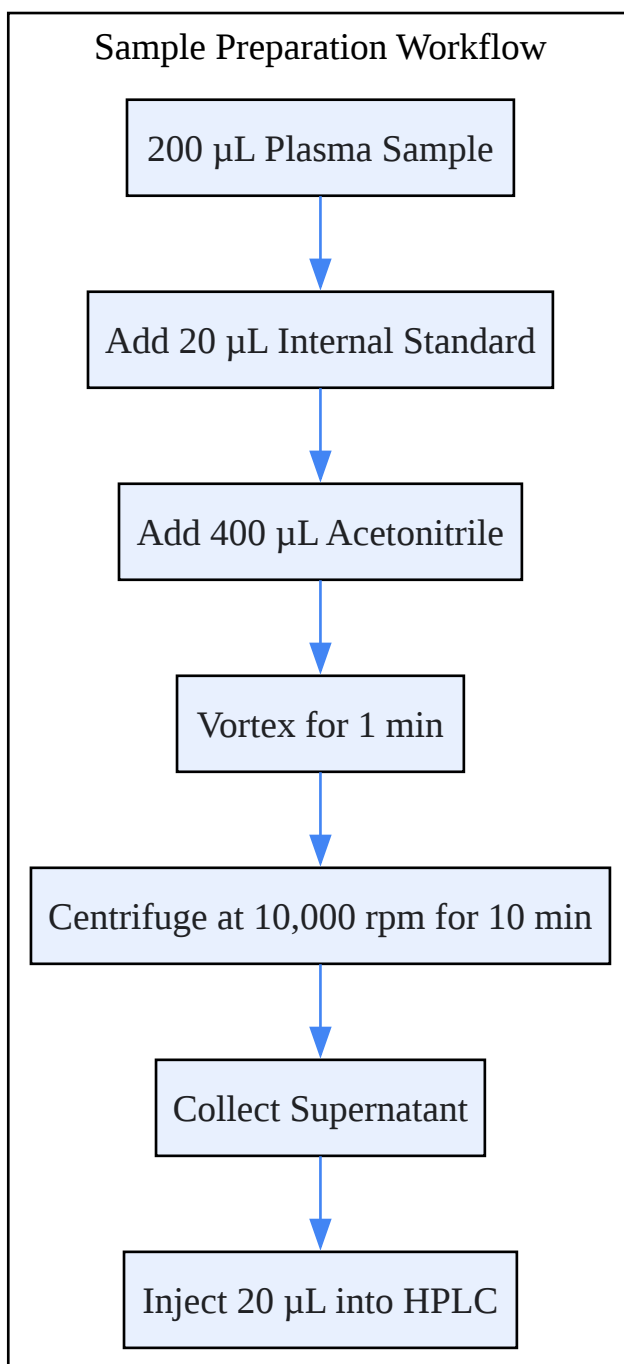 Sample Preparation Workflow
200 µL Plasma Sample
Add 20 µL Internal Standard
Add 400 µL Acetonitrile
Vortex for 1 min
Centrifuge at 10,000 rpm for 10 min
Collect Supernatant
Inject 20 µL into HPLC